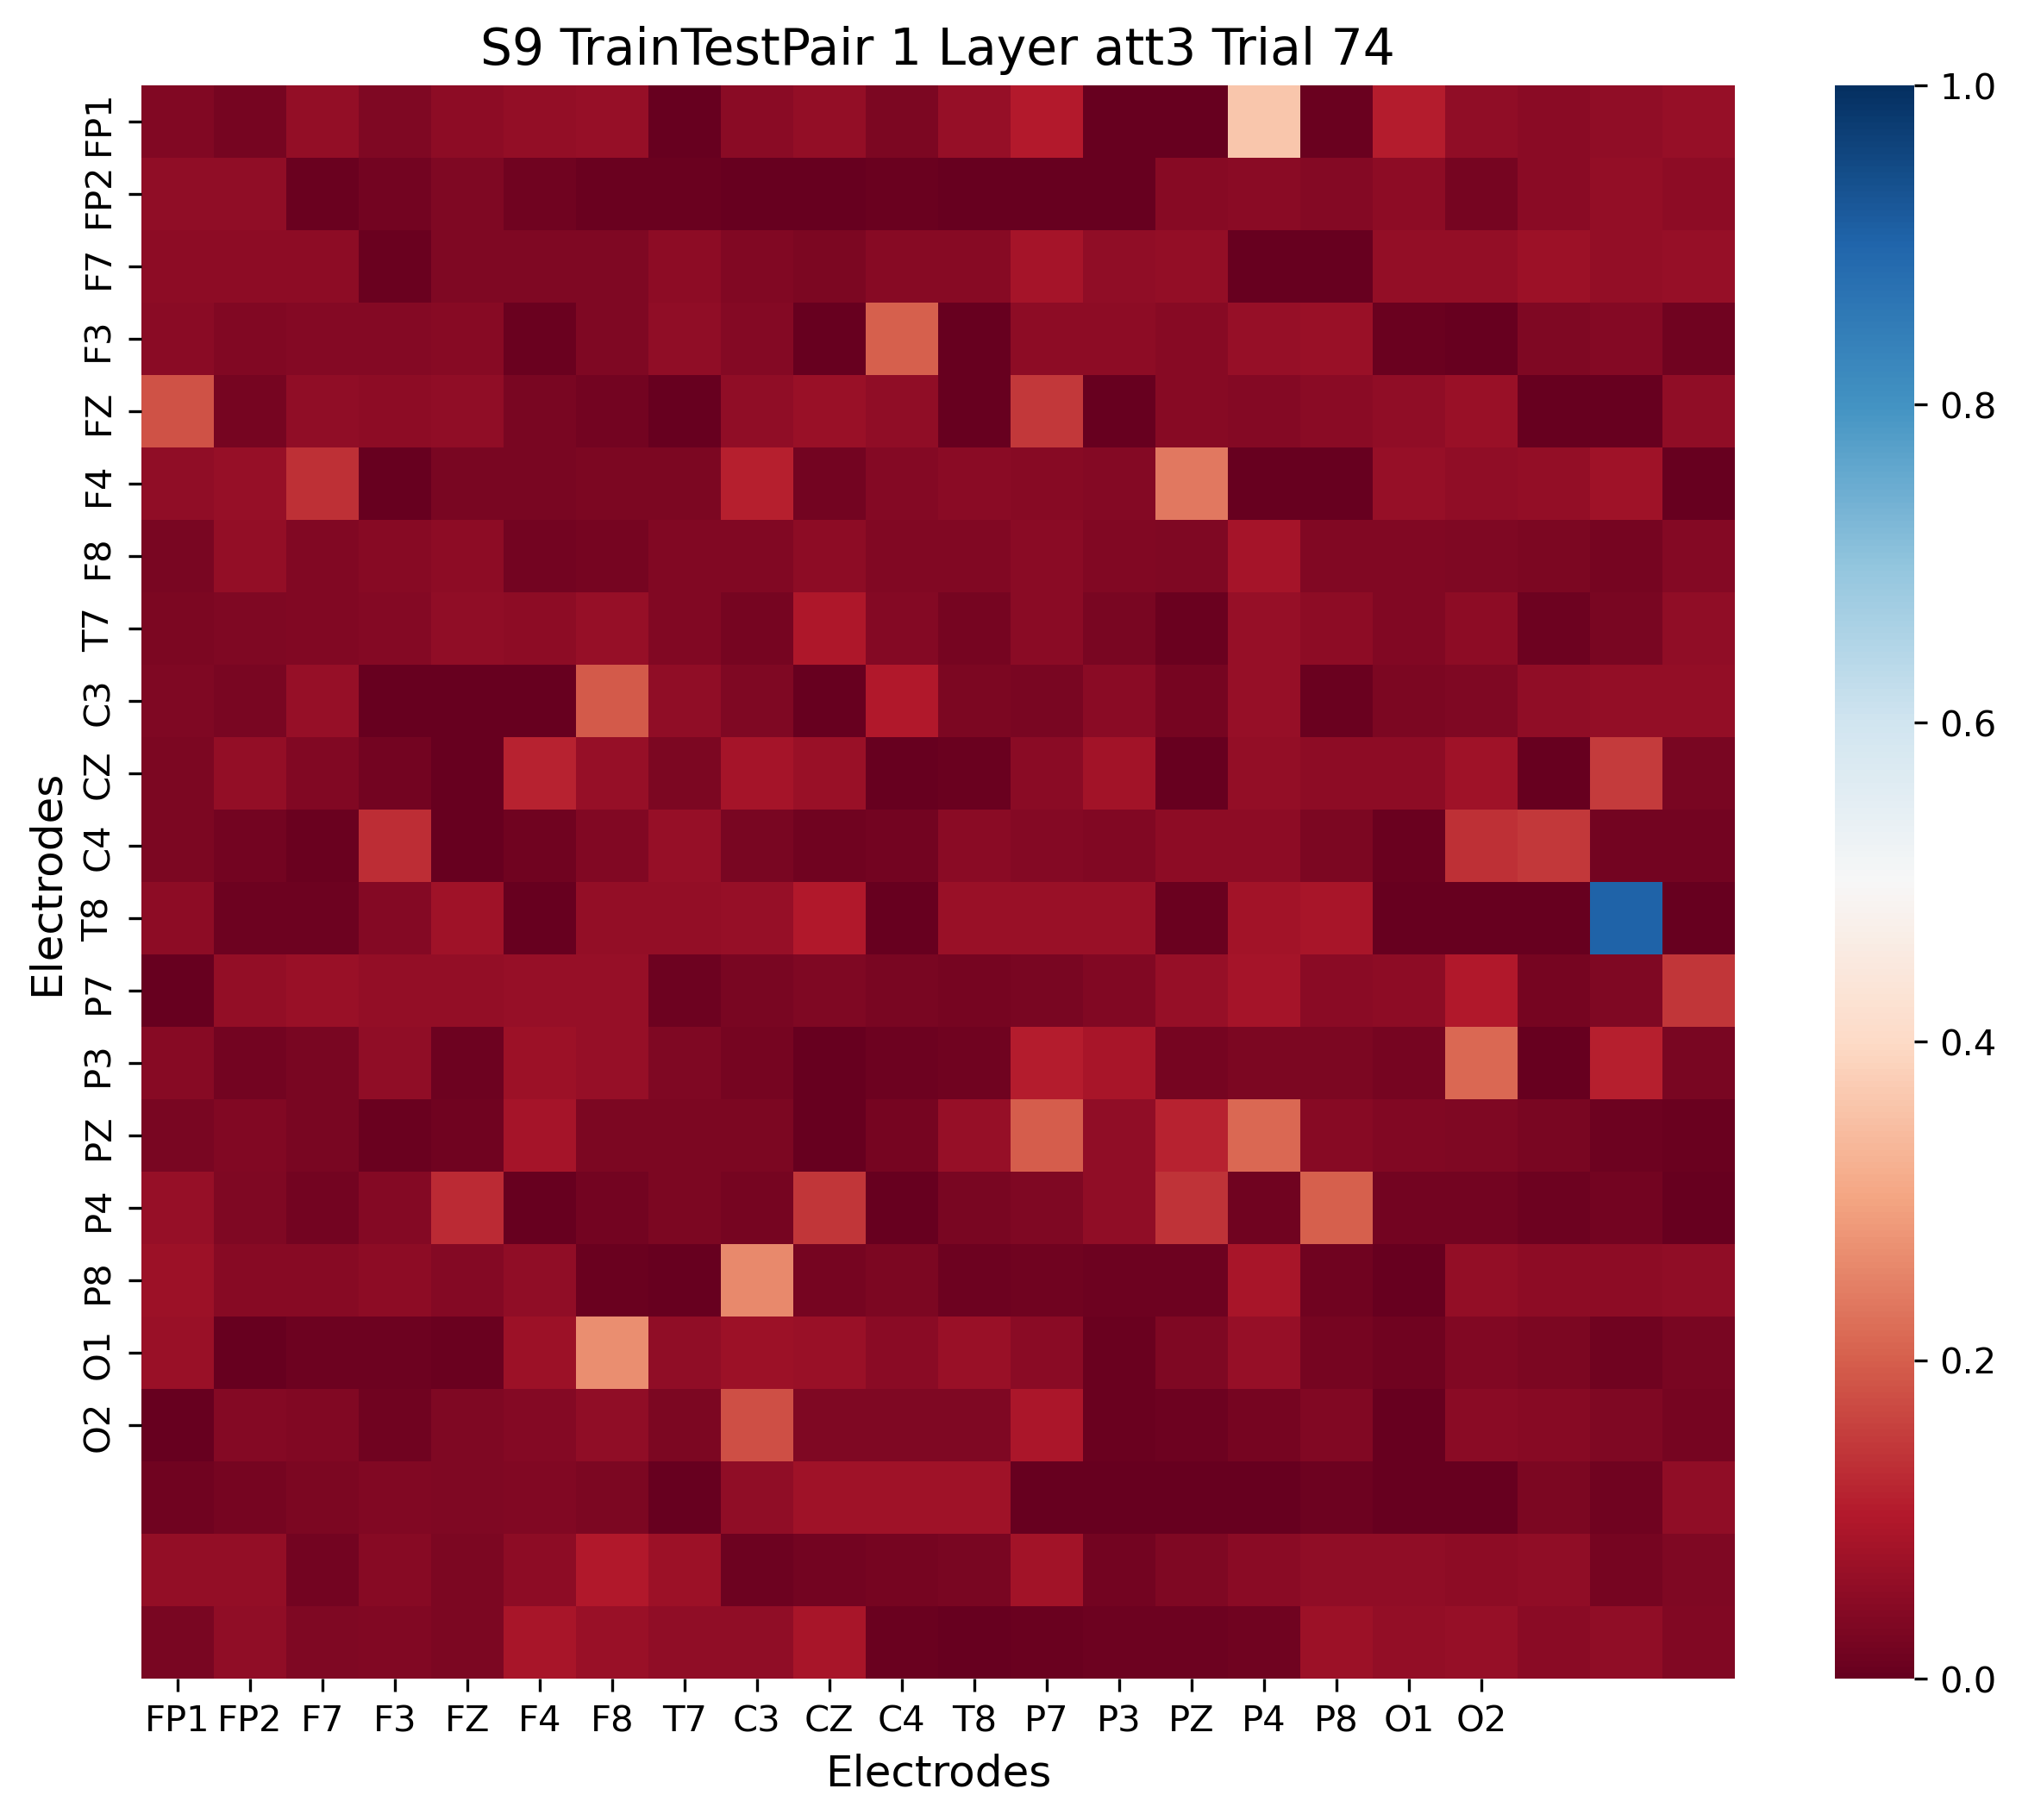 S9 TrainTestPair 1 Layer att3 Trial 74
Electrodes
FP1
FP2
F7
F3
FZ
F4
F8
T7
C3
CZ
C4
T8
P7
P3
PZ
P4
P8
O1
O2
FP1 FP2 F7 F3 FZ F4 F8 T7 C3 CZ C4 T8 P7 P3 PZ P4 P8 O1 O2
Electrodes
1.0
0.8
0.6
0.4
0.2
0.0